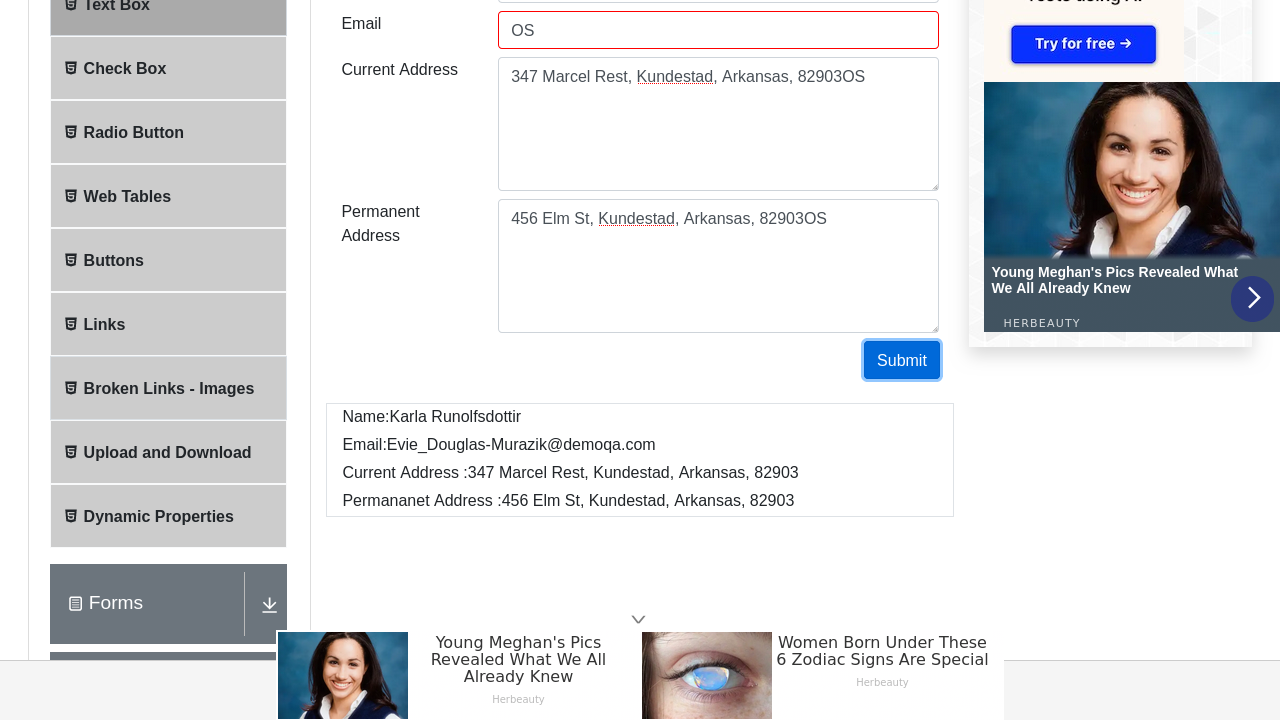 Text Box
Check Box
Radio Button
Web Tables
Buttons
Links
Broken Links - Images
Upload and Download
Dynamic Properties
Forms
Email
OS
Current Address
347 Marcel Rest, Kundestad, Arkansas, 82903OS
Permanent
Address
456 Elm St, Kundestad, Arkansas, 82903OS
Submit
Name:Karla Runolfsdottir
Email:Evie_Douglas-Murazik@demoqa.com
Current Address :347 Marcel Rest, Kundestad, Arkansas, 82903
Permananet Address :456 Elm St, Kundestad, Arkansas, 82903
Try for free →
Young Meghan's Pics Revealed What
We All Already Knew
HERBEAUTY
Young Meghan's Pics
Revealed What We All
Already Knew
Herbeauty
Women Born Under These
6 Zodiac Signs Are Special
Herbeauty